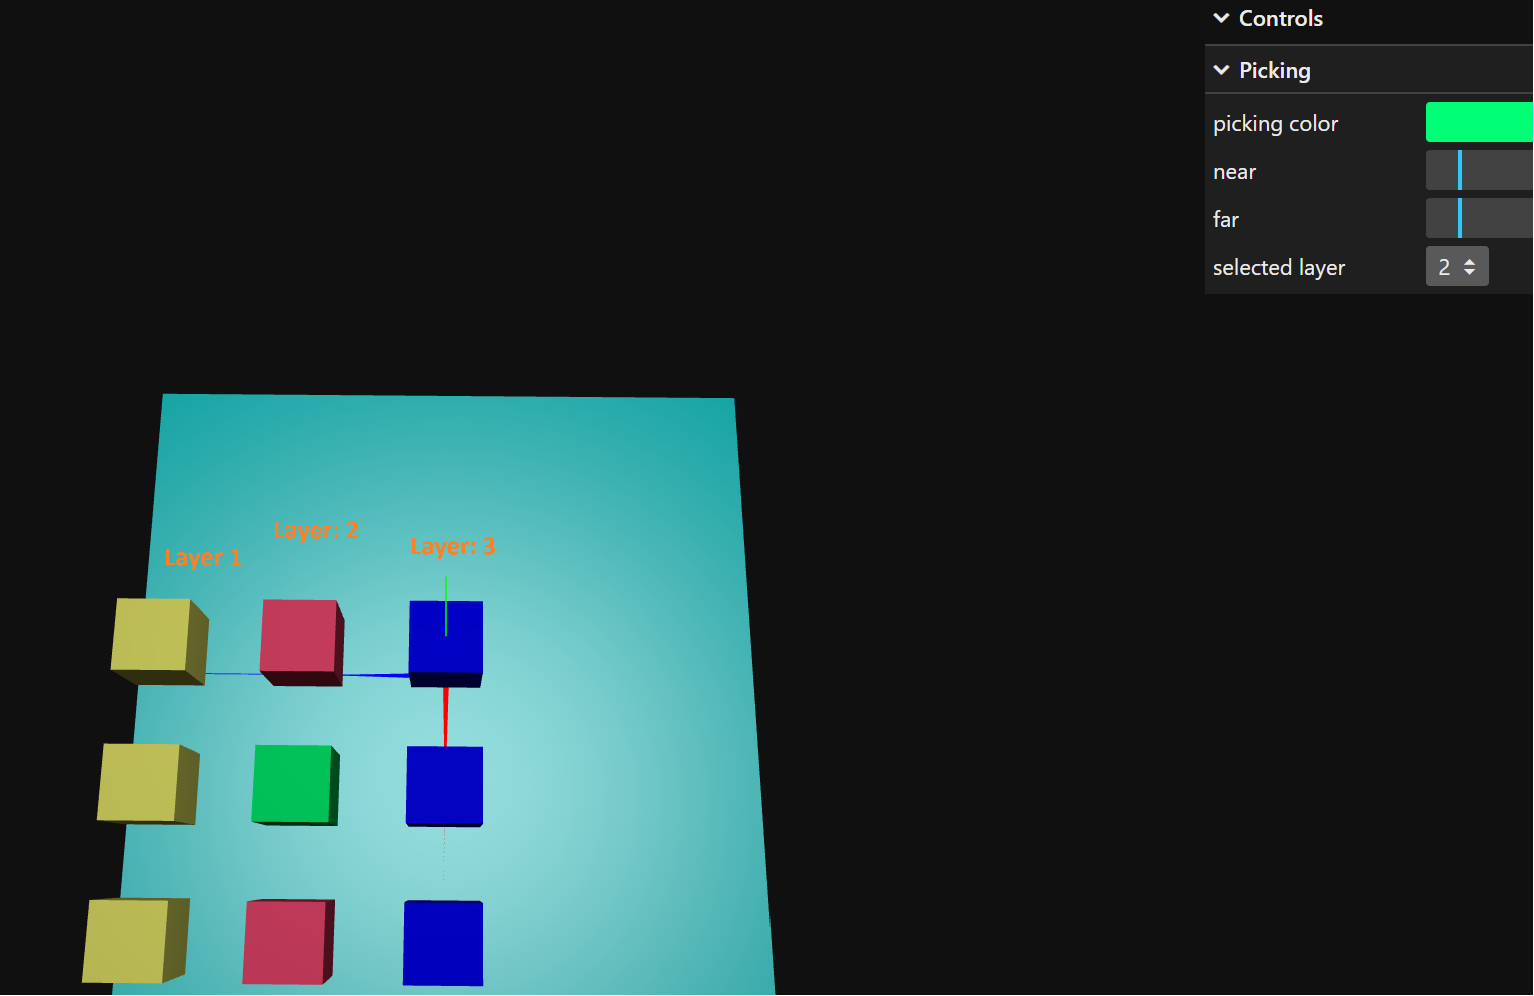 Controls
Picking
picking color
near
far
selected layer 2
Layer: 2
Layer: 3
Layer 1